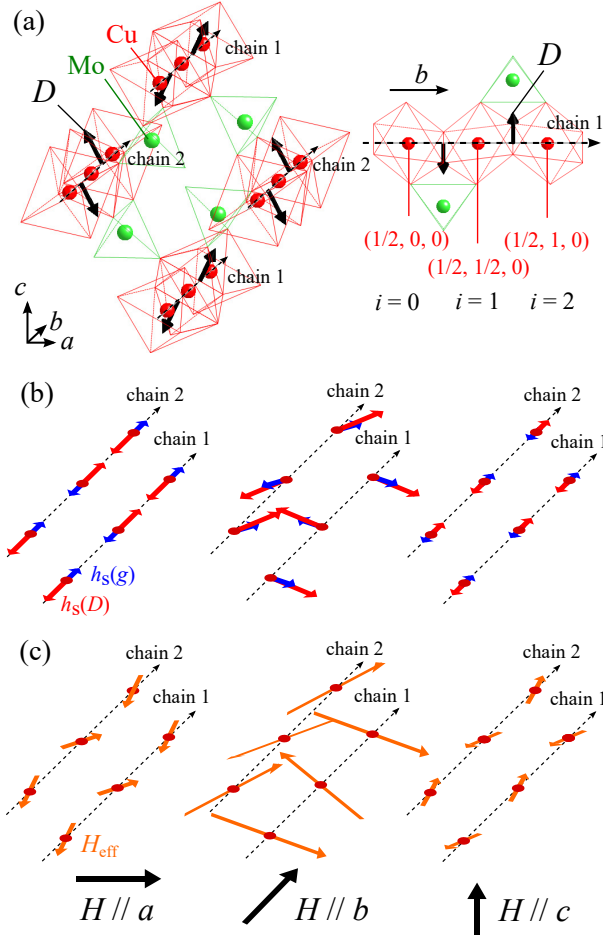 (a)
Cu
chain 1
Mo
D
chain 2
chain 2
chain 1
c
b
a
b
D
chain 1
(1/2, 0, 0)
(1/2, 1, 0)
(1/2, 1/2, 0)
i = 0
i = 1
i = 2
(b)
chain 2
chain 1
chain 2
chain 1
chain 2
chain 1
hs(g)
hs(D)
(c)
chain 2
chain 1
chain 2
chain 1
chain 2
chain 1
Heff
H // a
H // b
H // c